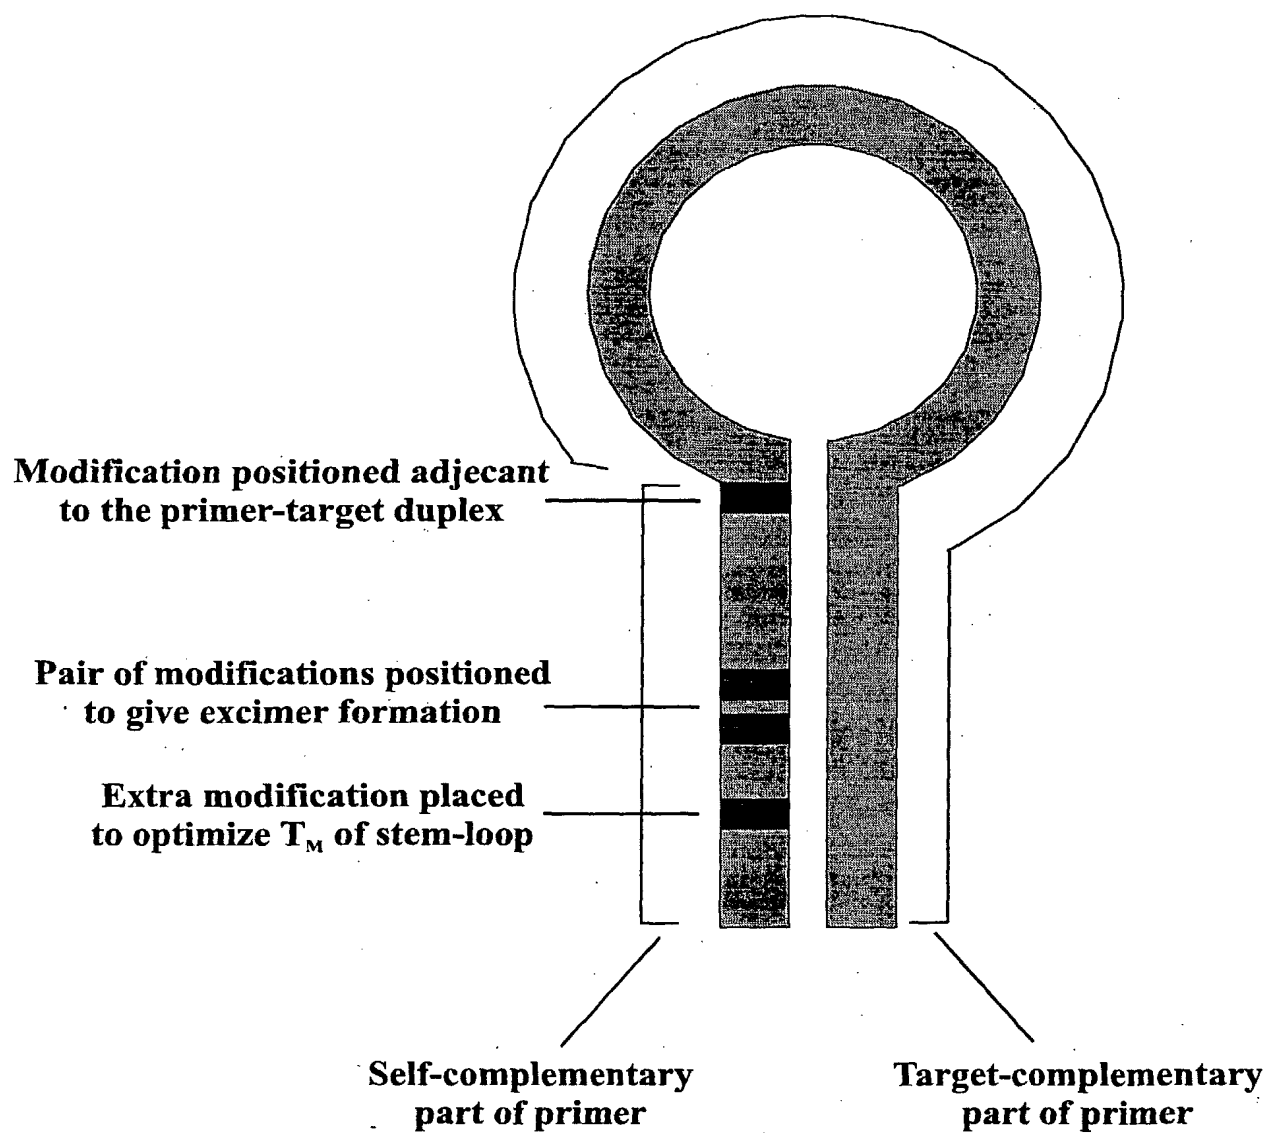 Modification positioned adjecant
to the primer-target duplex
Pair of modifications positioned
to give excimer formation
Extra modification placed
to optimize TM of stem-loop
Self-complementary
part of primer
Target-complementary
part of primer